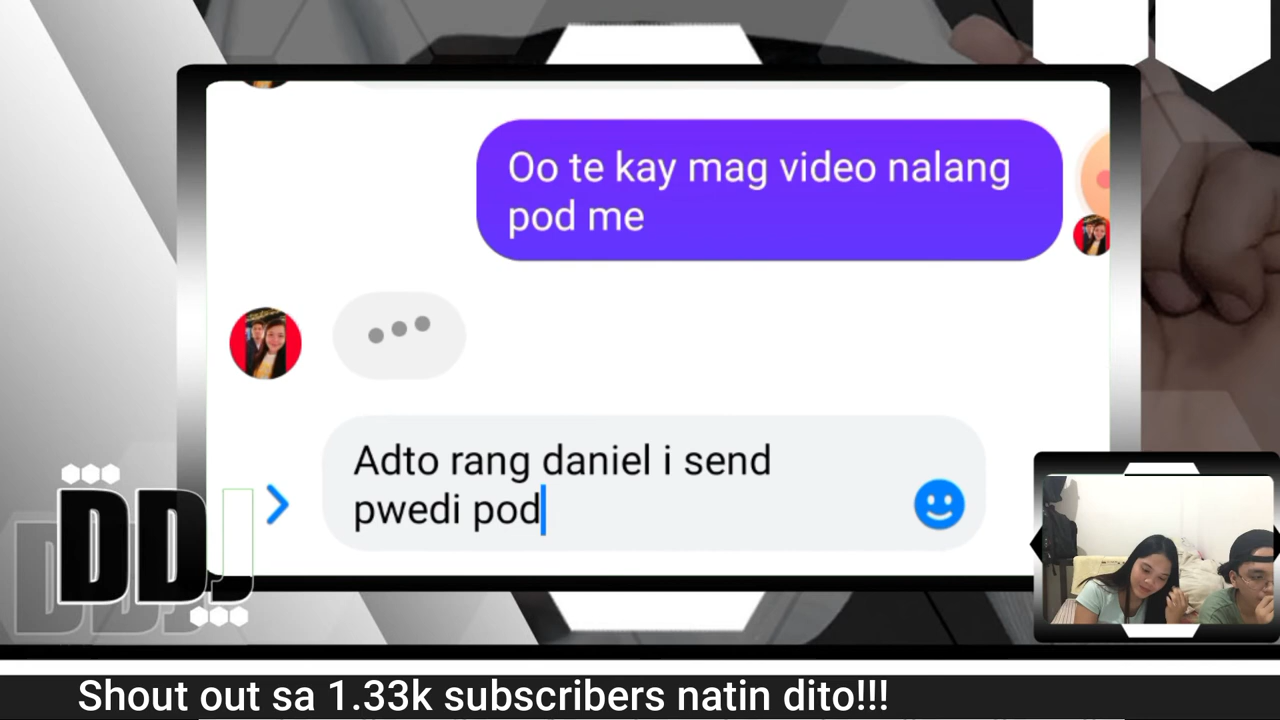 Oo te kay mag video nalang
pod me
Adto rang daniel i send
pwedi pod
DDJ
Shout out sa 1.33k subscribers natin dito!!!